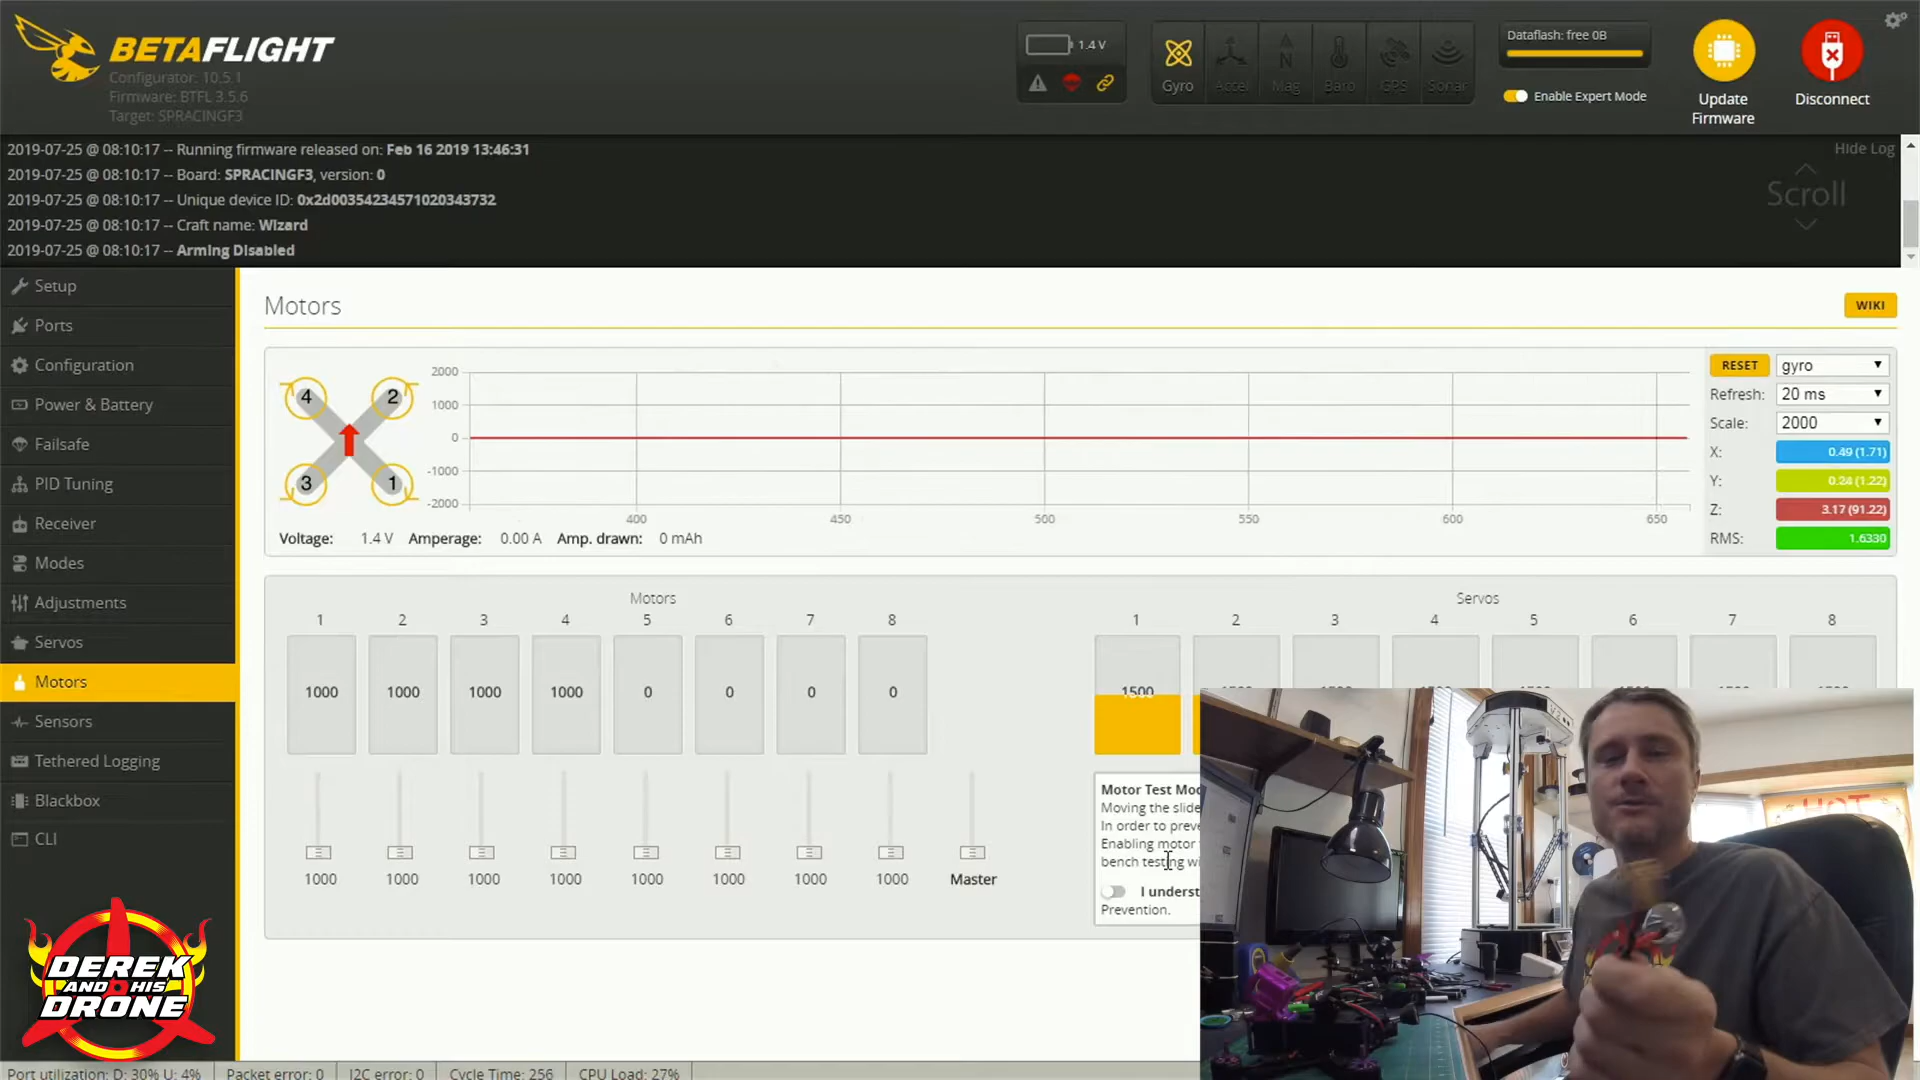 BETAFLIGHT
Configurator: 10.5.1
Firmware: BTFL 3.5.6
Target: SPRACINGF3
1.4 V
Gyro
Accel
Mag
Baro
GPS
Sonar
Dataflash: free 0B
Enable Expert Mode
Update
Firmware
Disconnect
2019-07-25 @ 08:10:17 -- Running firmware released on: Feb 16 2019 13:46:31
2019-07-25 @ 08:10:17 -- Board: SPRACINGF3, version: 0
2019-07-25 @ 08:10:17 -- Unique device ID: 0x2d00354234571020343732
2019-07-25 @ 08:10:17 -- Craft name: Wizard
2019-07-25 @ 08:10:17 -- Arming Disabled
Hide Log
Scroll
Setup
Ports
Configuration
Power & Battery
Failsafe
PID Tuning
Receiver
Modes
Adjustments
Servos
Motors
Sensors
Tethered Logging
Blackbox
CLI
DEREK
AND HIS
DRONE
Motors
WIKI
4 2
3 1
2000
1000
0
-1000
-2000
400 450 500 550 600 650
RESET gyro
Refresh: 20 ms
Scale: 2000
X: 0.49 (1.71)
Y: 0.24 (1.22)
Z: 3.17 (91.22)
RMS: 1.6330
Voltage: 1.4 V Amperage: 0.00 A Amp. drawn: 0 mAh
Motors
1 2 3 4 5 6 7 8
1000 1000 1000 1000 0 0 0 0
1000 1000 1000 1000 1000 1000 1000 1000 Master
Servos
1 2 3 4 5 6 7 8
1500
Motor Test Mod
Moving the slide
In order to preve
Enabling motor
bench testing wi
I underst
Prevention.
HOT
Port utilization: D: 30% U: 4% Packet error: 0 I2C error: 0 Cycle Time: 256 CPU Load: 27%